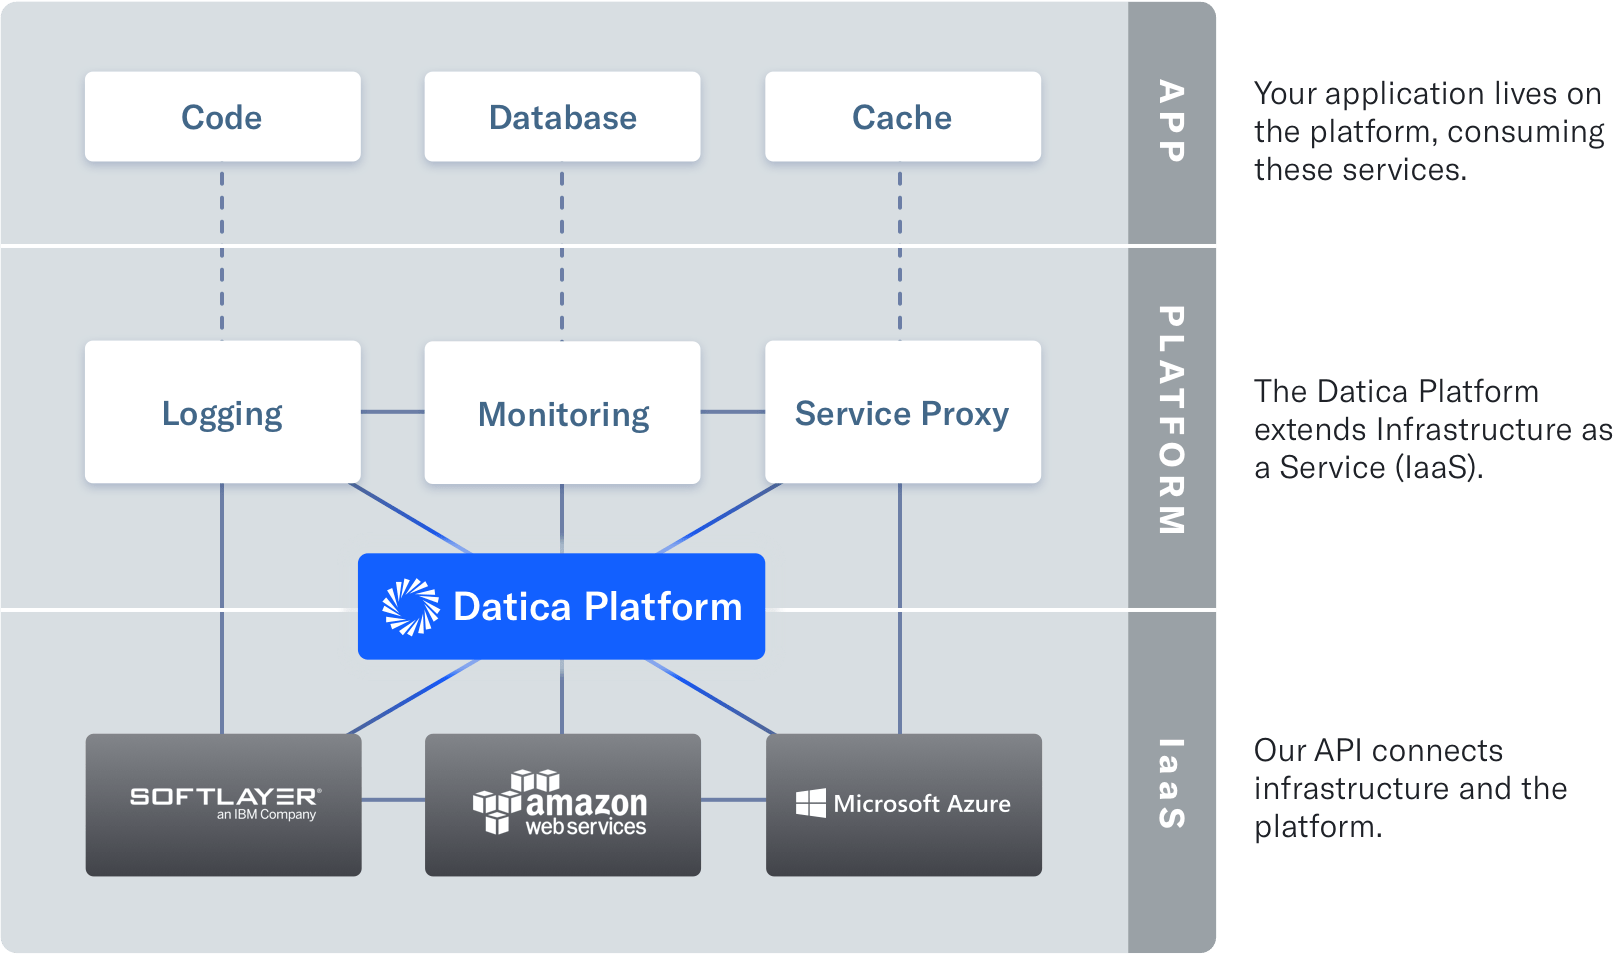 Code
Database
Cache
APP
Your application lives on
the platform, consuming
these services.
Logging
Monitoring
Service Proxy
PLATFORM
The Datica Platform
extends Infrastructure as
a Service (IaaS).
Datica Platform
SOFTLAYER®
an IBM Company
amazon
web services
Microsoft Azure
IaaS
Our API connects
infrastructure and the
platform.